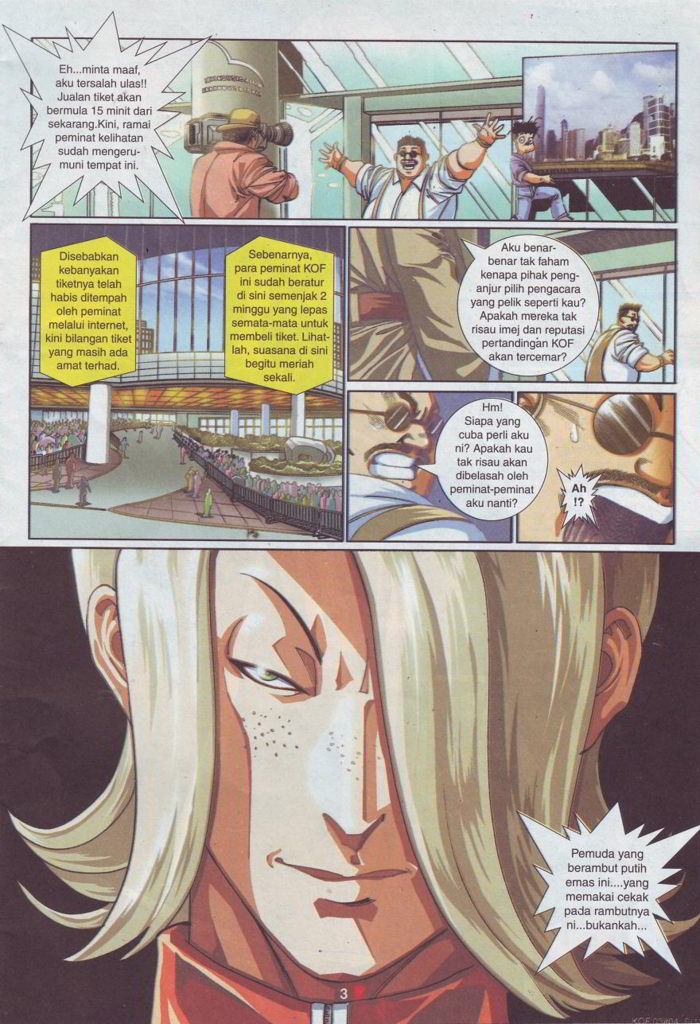 Eh...minta maaf,
aku tersalah ulas!!
Jualan tiket akan
bermula 15 minit dari
sekarang.Kini, ramai
peminat kelihatan
sudah mengeru-
muni tempat ini.
Disebabkan
kebanyakan
tiketnya telah
habis ditempah
oleh peminat
melalui internet,
kini bilangan tiket
yang masih ada
amat terhad.
Sebenarnya,
para peminat KOF
ini sudah beratur
di sini semenjak 2
minggu yang lepas
semata-mata untuk
membeli tiket. Lihat-
lah, suasana di sini
begitu meriah
sekali.
Aku benar-
benar tak faham
kenapa pihak peng-
anjur pilih pengacara
yang pelik seperti kau?
Apakah mereka tak
risau imej dan reputasi
pertandingan KOF
akan tercemar?
Hm!
Siapa yang
cuba perli aku
ni? Apakah kau
tak risau akan
dibelasah oleh
peminat-peminat
aku nanti?
Ah
!?
Pemuda yang
berambut putih
emas ini....yang
memakai cekak
pada rambutnya
ni...bukankah...
3